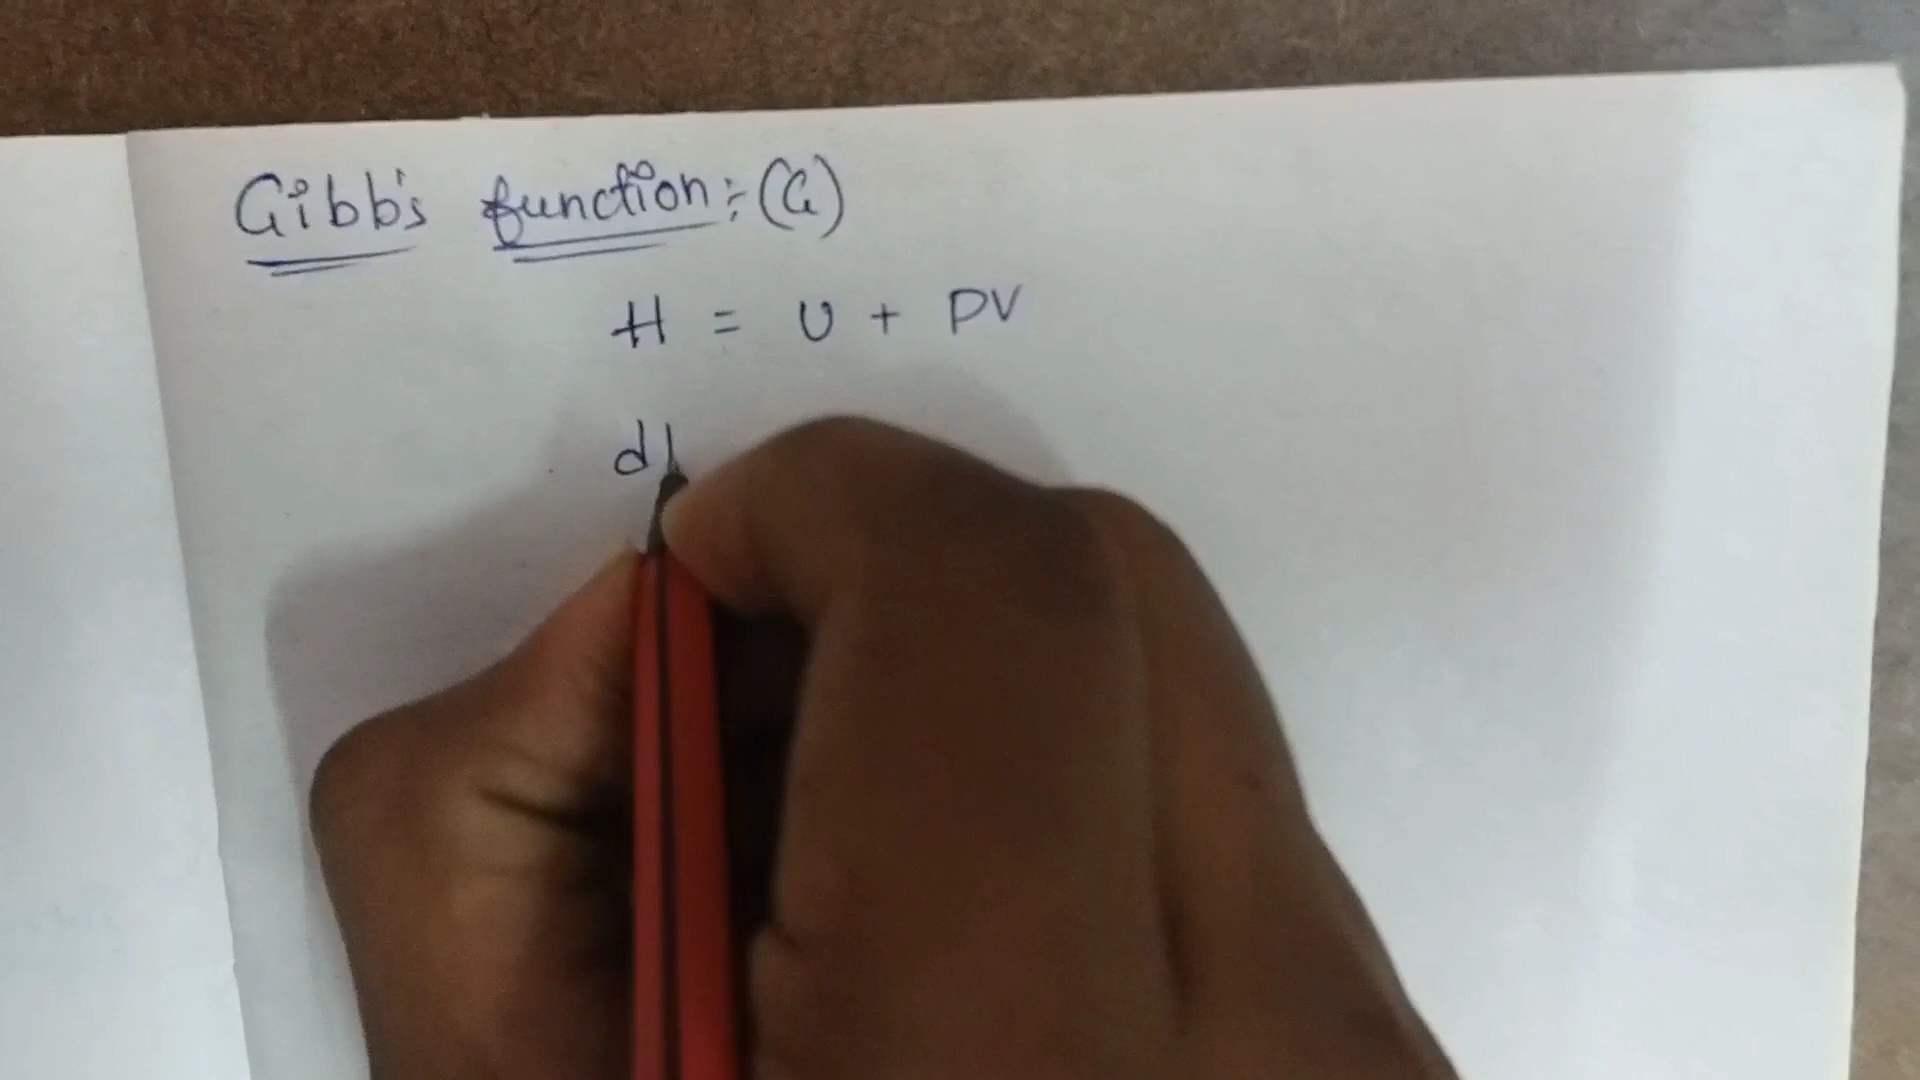 Gibb's function :- (G)
H = U + PV
d